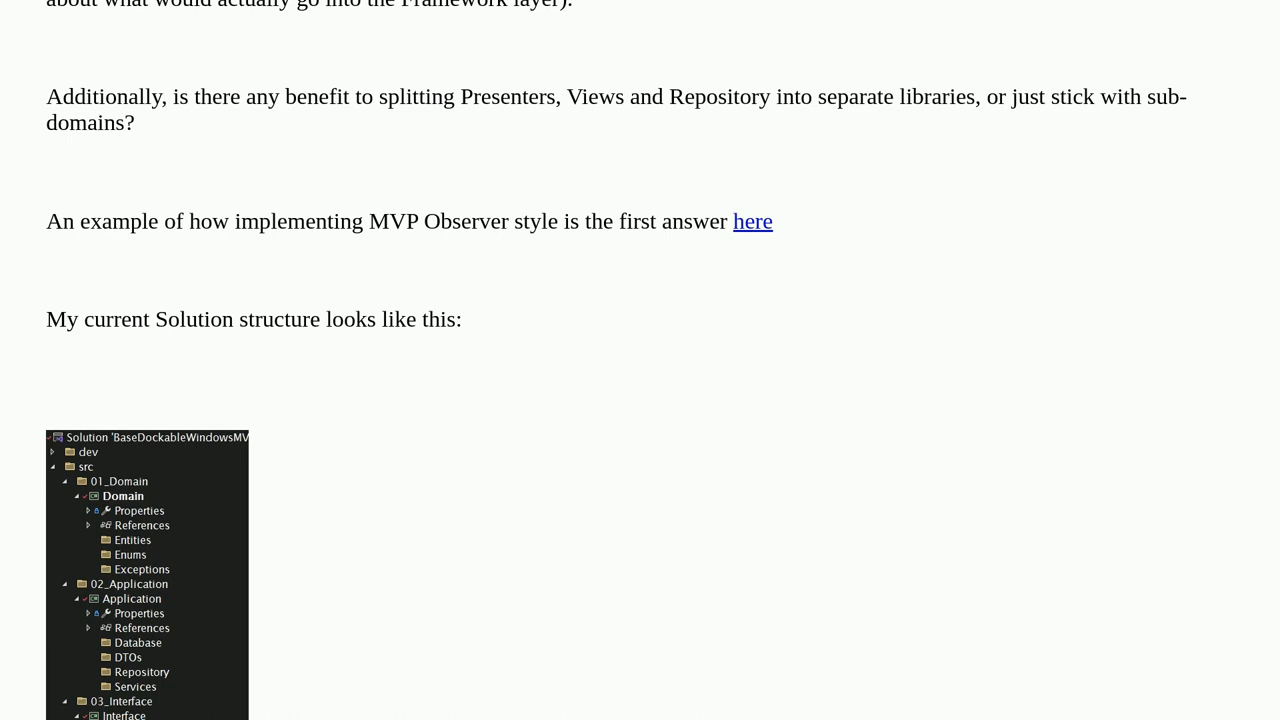 about what would actually go into the Framework layer).
Additionally, is there any benefit to splitting Presenters, Views and Repository into separate libraries, or just stick with sub-
domains?
An example of how implementing MVP Observer style is the first answer here
My current Solution structure looks like this:
Solution 'BaseDockableWindowsMV
dev
src
01_Domain
Domain
Properties
References
Entities
Enums
Exceptions
02_Application
Application
Properties
References
Database
DTOs
Repository
Services
03_Interface
Interface